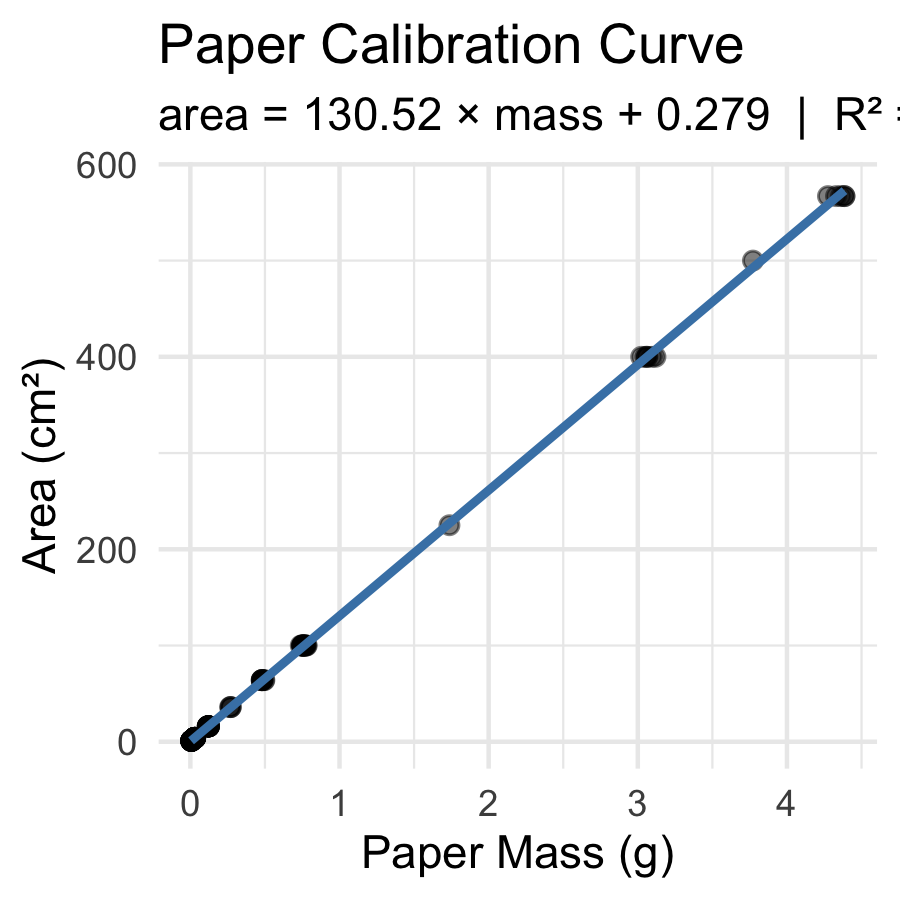 Paper Calibration Curve
area = 130.52 × mass + 0.279 | R² =
600
400
200
0
Area (cm²)
0 1 2 3 4
Paper Mass (g)